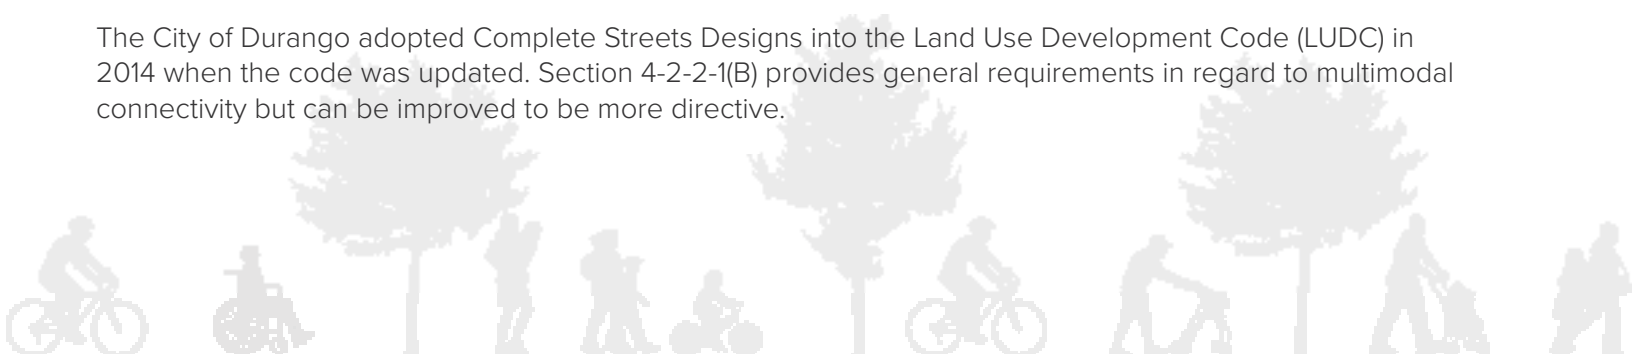 The City of Durango adopted Complete Streets Designs into the Land Use Development Code (LUDC) in
2014 when the code was updated. Section 4-2-2-1(B) provides general requirements in regard to multimodal
connectivity but can be improved to be more directive.